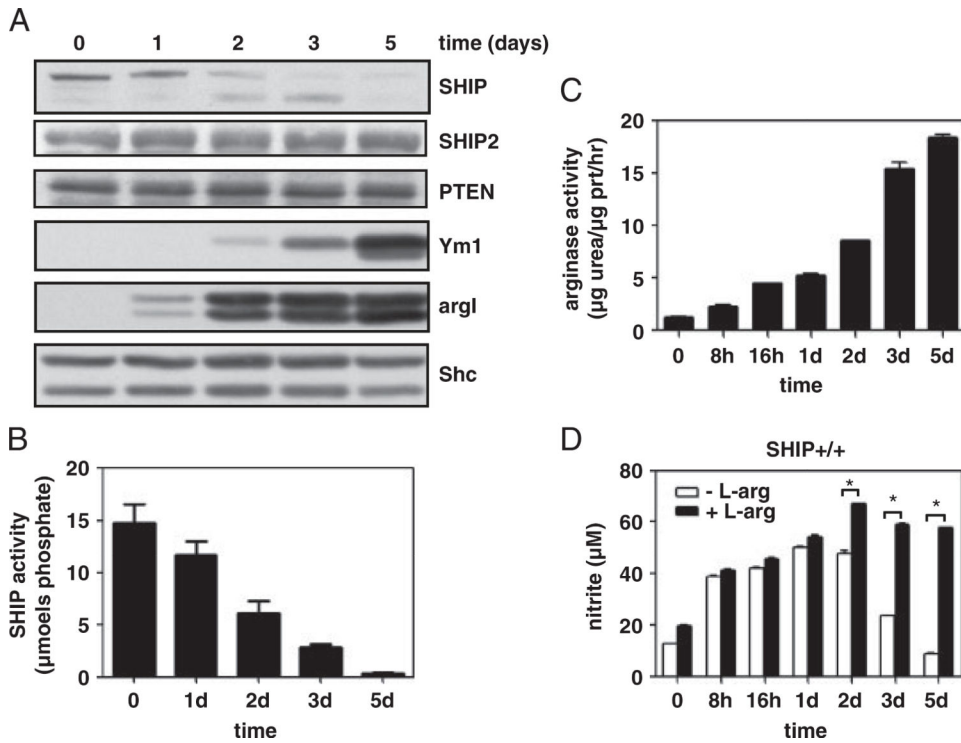 A
0 1 2 3 5 time (days)
SHIP
SHIP2
PTEN
Ym1
argI
Shc
B
SHIP activity
(µmoels phosphate)
20
15
10
5
0
0 1d 2d 3d 5d
time
C
arginase activity
(µg urea/µg prt/hr)
20
15
10
5
0
0 8h 16h 1d 2d 3d 5d
time
D
SHIP+/+
nitrite (µM)
80
60
40
20
0
- L-arg
+ L-arg
* * *
0 8h 16h 1d 2d 3d 5d
time